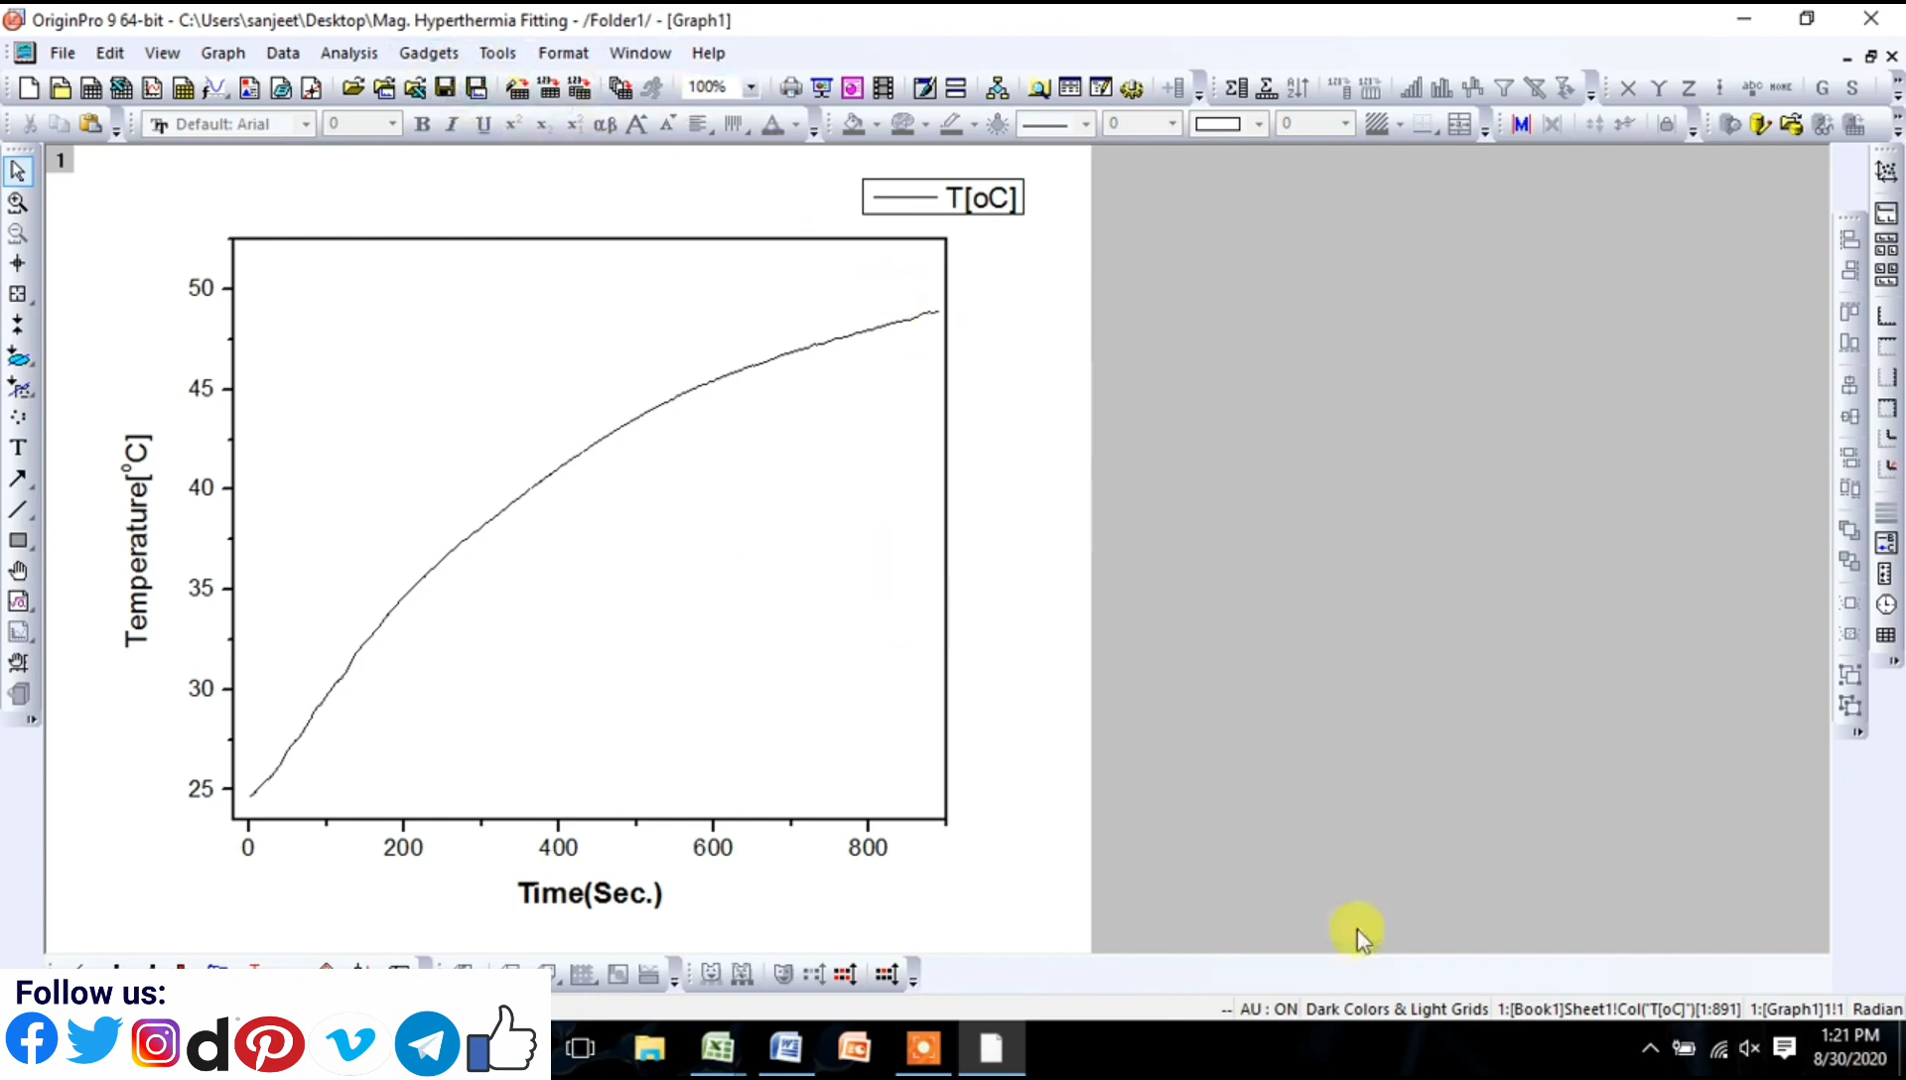 OriginPro 9 64-bit - C:\Users\sanjeet\Desktop\Mag. Hyperthermia Fitting - /Folder1/ - [Graph1]
File Edit View Graph Data Analysis Gadgets Tools Format Window Help
100%
X Y Z G S
Default: Arial 0 B I U αβ A 0 0 M
1
T[oC]
50
45
40
35
30
25
Temperature[°C]
0 200 400 600 800
Time(Sec.)
Follow us:
-- AU : ON Dark Colors & Light Grids 1:[Book1]Sheet1!Col("T[oC]")[1:891] 1:[Graph1]1!1 Radian
1:21 PM
8/30/2020